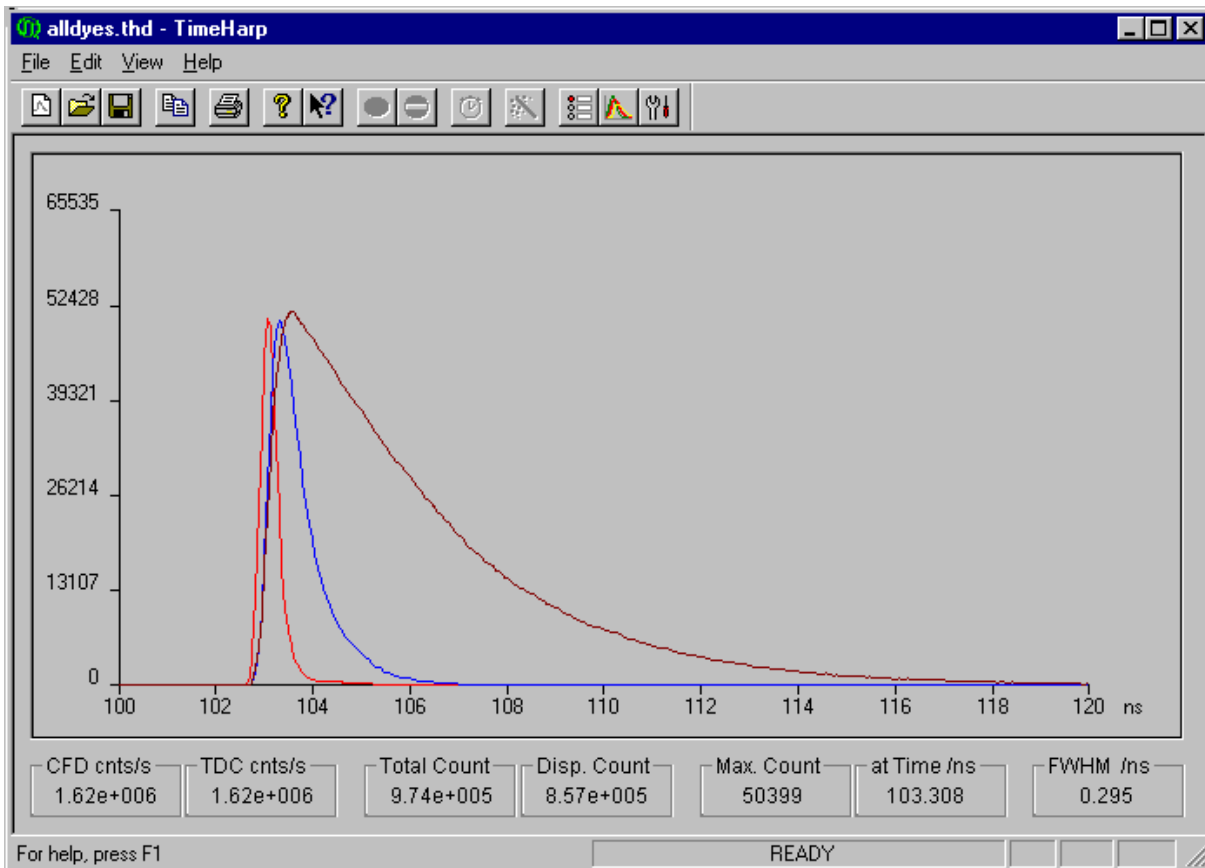 alldyes.thd - TimeHarp
File Edit View Help
65535
52428
39321
26214
13107
0
100 102 104 106 108 110 112 114 116 118 120 ns
CFD cnts/s TDC cnts/s Total Count Disp. Count Max. Count at Time /ns FWHM /ns
1.62e+006 1.62e+006 9.74e+005 8.57e+005 50399 103.308 0.295
For help, press F1 READY